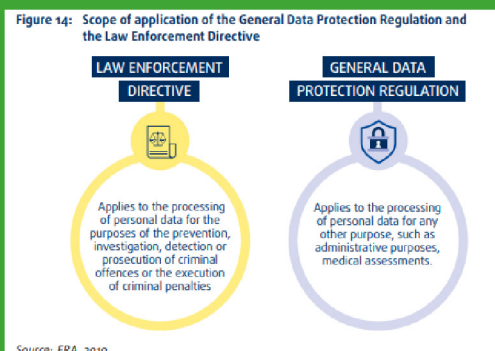 Figure 14: Scope of application of the General Data Protection Regulation and
the Law Enforcement Directive
LAW ENFORCEMENT
DIRECTIVE
Applies to the processing
of personal data for the
purposes of the prevention,
investigation, detection or
prosecution of criminal
offences or the execution
of criminal penalties
GENERAL DATA
PROTECTION REGULATION
Applies to the processing
of personal data for any
other purpose, such as
administrative purposes,
medical assessments.
Source: FRA, 2019